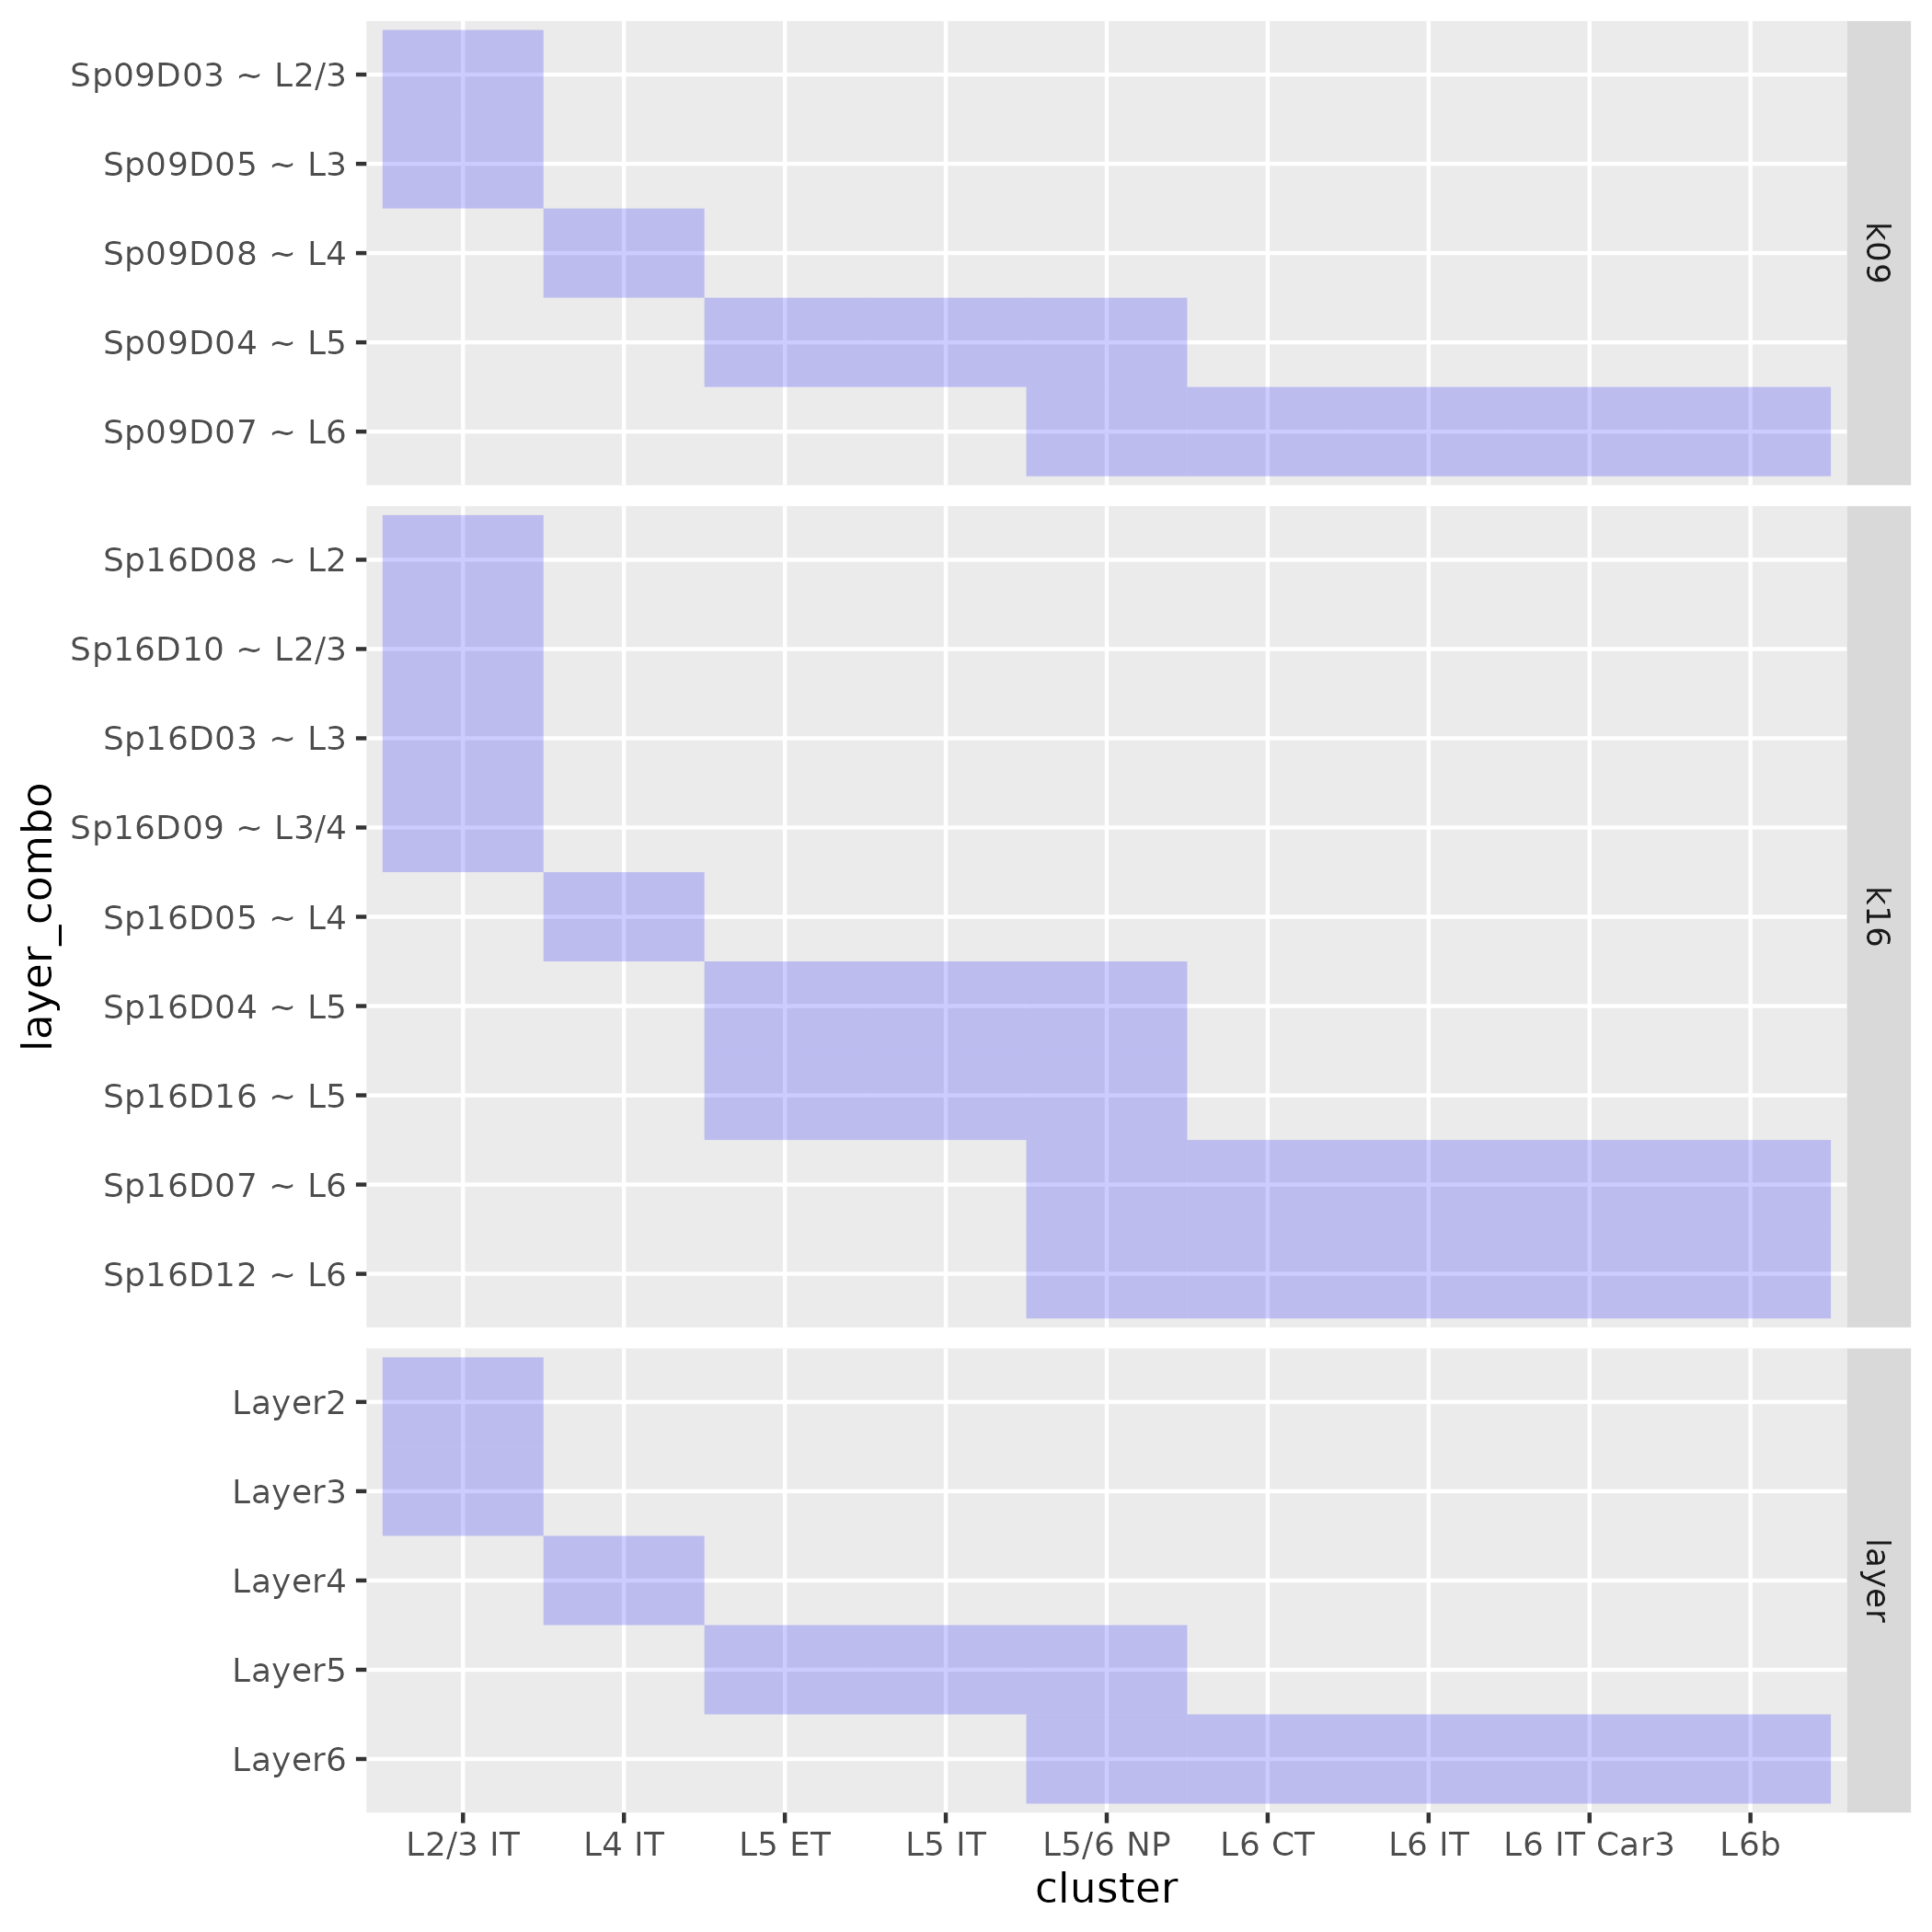 Sp09D03 ~ L2/3
Sp09D05 ~ L3
Sp09D08 ~ L4
Sp09D04 ~ L5
Sp09D07 ~ L6
k09
Sp16D08 ~ L2
Sp16D10 ~ L2/3
Sp16D03 ~ L3
Sp16D09 ~ L3/4
Sp16D05 ~ L4
Sp16D04 ~ L5
Sp16D16 ~ L5
Sp16D07 ~ L6
Sp16D12 ~ L6
k16
Layer2
Layer3
Layer4
Layer5
Layer6
layer
layer_combo
L2/3 IT L4 IT L5 ET L5 IT L5/6 NP L6 CT L6 IT L6 IT Car3 L6b
cluster